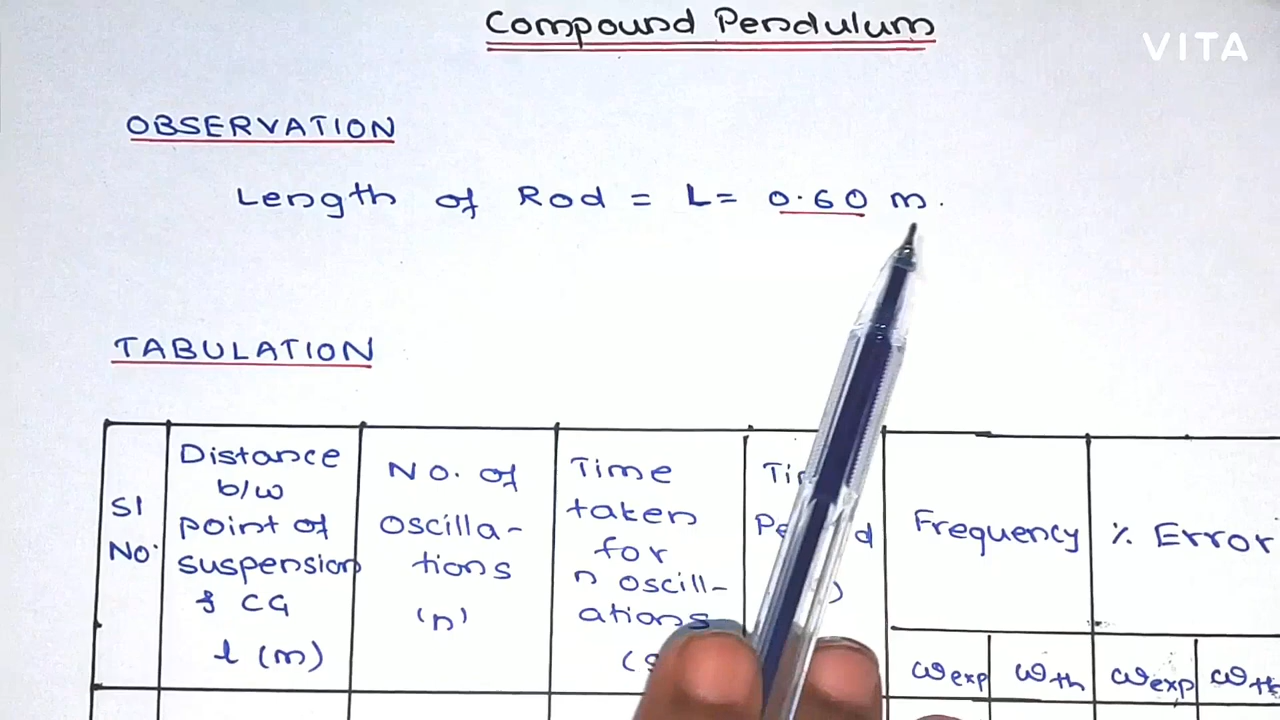 Compound Pendulum
VITA
OBSERVATION
Length of Rod = L= 0.60 m.
TABULATION
Sl
No.
Distance
b/w
point of
suspension
& CG
l (m)
No. of
oscilla-
tions
'n'
Time
taken
for
n oscill-
ations
Frequency
% Error
ωexp
ωth
ωexp